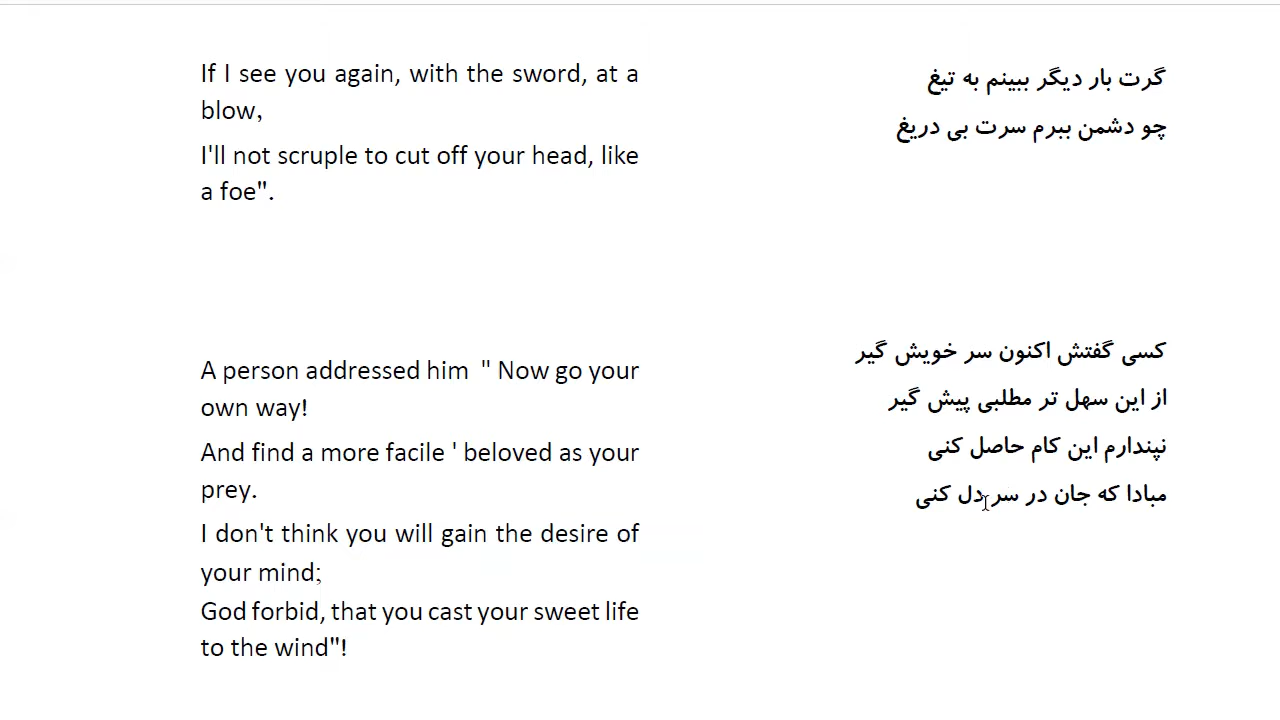 If I see you again, with the sword, at a
blow,
I'll not scruple to cut off your head, like
a foe".
گرت بار دیگر ببینم به تیغ
چو دشمن ببرم سرت بی دریغ
A person addressed him " Now go your
own way!
And find a more facile ' beloved as your
prey.
I don't think you will gain the desire of
your mind;
God forbid, that you cast your sweet life
to the wind"!
کسی گفتش اکنون سر خویش گیر
از این سهل تر مطلبی پیش گیر
نپندارم این کام حاصل کنی
مبادا که جان در سر دل کنی